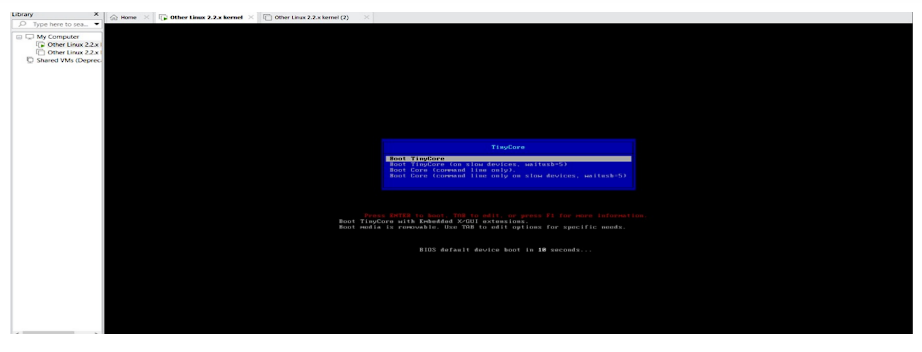 Library
Type here to sea...
My Computer
Other Linux 2.2.x
Other Linux 2.2.x
Shared VMs (Deprec
Home
Other Linux 2.2.x kernel
Other Linux 2.2.x kernel (2)
TinyCore
Boot TinyCore
Boot TinyCore (on slow devices, waitusb=5)
Boot Core (command line only).
Boot Core (command line only on slow devices, waitusb=5)
Press ENTER to boot, TAB to edit, or press F1 for more information.
Boot TinyCore with Embedded X/GUI extensions.
Boot media is removable. Use TAB to edit options for specific needs.
BIOS default device boot in 10 seconds...